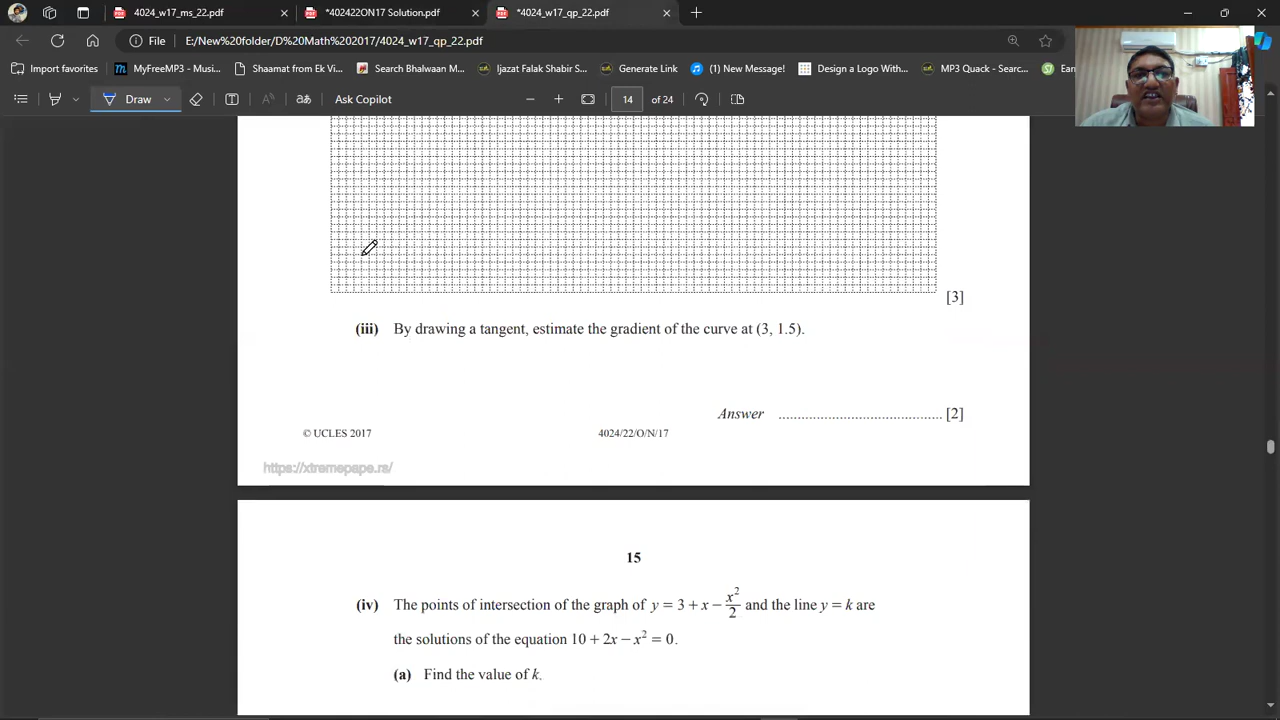 4024_w17_ms_22.pdf
*402422ON17 Solution.pdf
*4024_w17_qp_22.pdf
File
E:/New%20folder/D%20Math%202017/4024_w17_qp_22.pdf
Import favorites
MyFreeMP3 - Musi...
Shaamat from Ek Vi...
Search Bhalwaan M...
Ijazat Falak Shabir S...
Generate Link
(1) New Message!
Design a Logo With...
MP3 Quack - Searc...
Earn
Draw
Ask Copilot
14 of 24
[3]
(iii) By drawing a tangent, estimate the gradient of the curve at (3, 1.5).
Answer .......................................... [2]
© UCLES 2017
4024/22/O/N/17
https://xtremepape.rs/
15
(iv) The points of intersection of the graph of y = 3 + x − x²/2 and the line y = k are
the solutions of the equation 10 + 2x − x² = 0.
(a) Find the value of k.